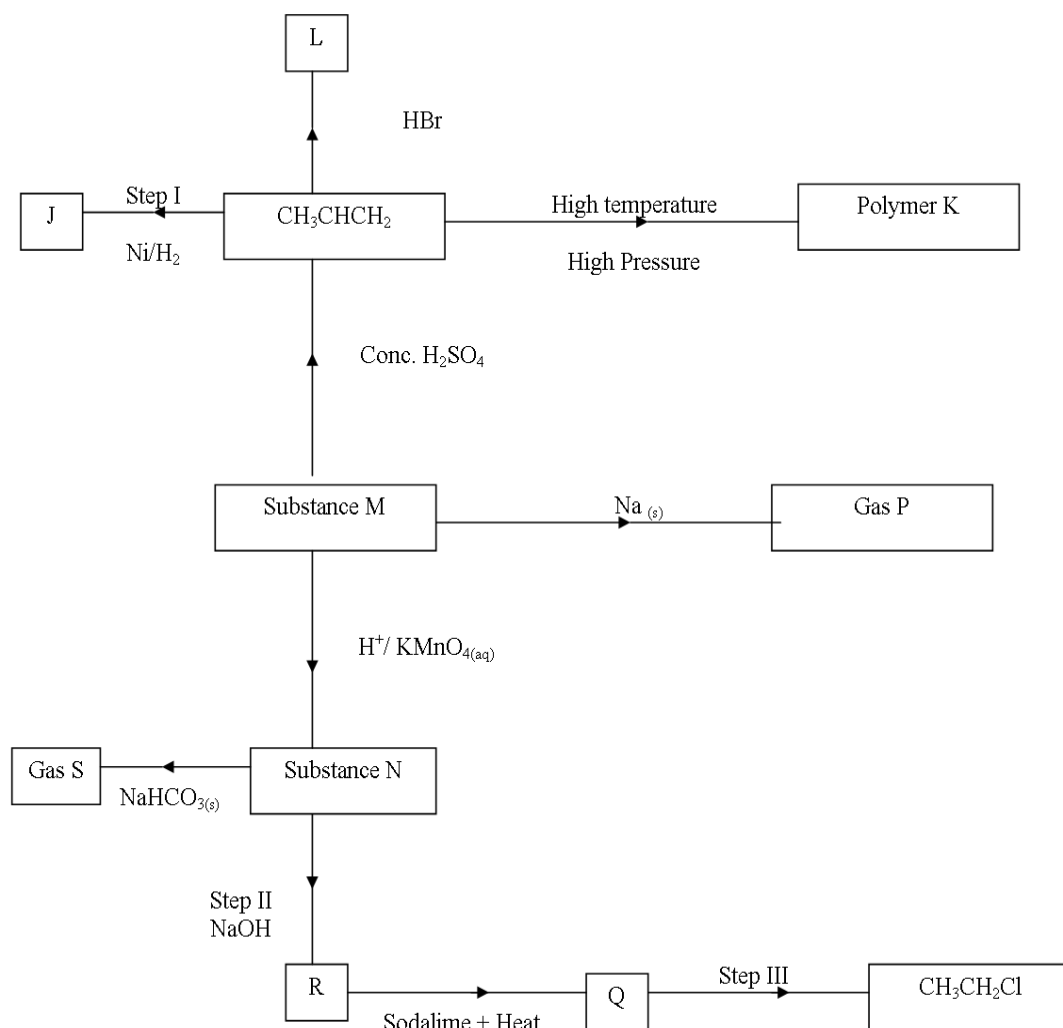 L
HBr
Step I
J
CH₃CHCH₂
High temperature
Polymer K
Ni/H₂
High Pressure
Conc. H₂SO₄
Substance M
Na (s)
Gas P
H⁺/ KMnO₄(aq)
Gas S
Substance N
NaHCO₃(s)
Step II
NaOH
R
Step III
Q
CH₃CH₂Cl
Sodalime + Heat